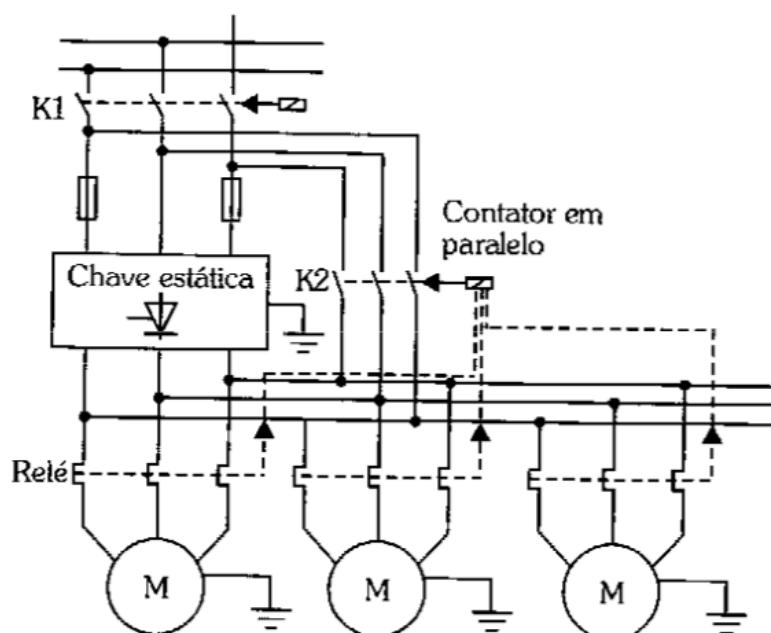 K1
Contator em
paralelo
Chave estática
K2
Relé
M
M
M